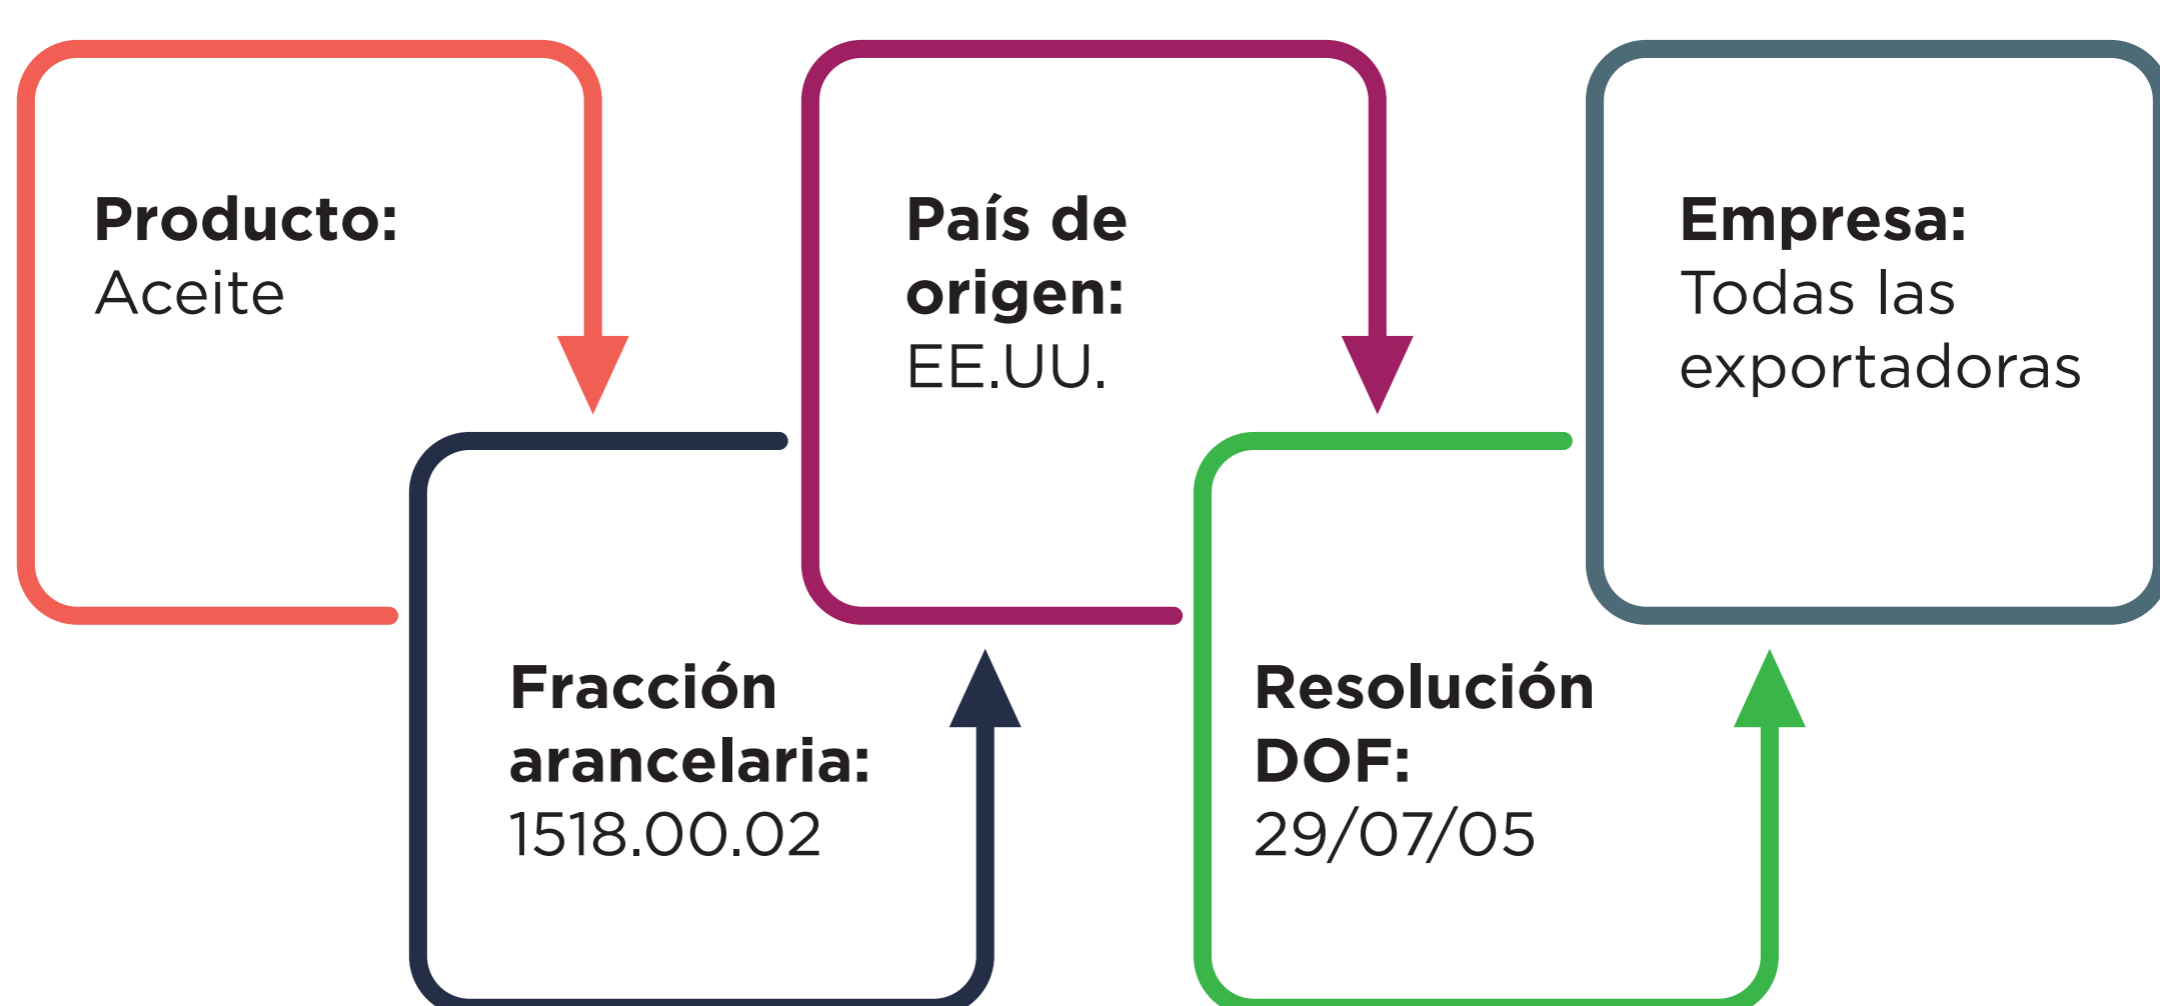 Producto:
Aceite
Fracción
arancelaria:
1518.00.02
País de
origen:
EE.UU.
Resolución
DOF:
29/07/05
Empresa:
Todas las
exportadoras